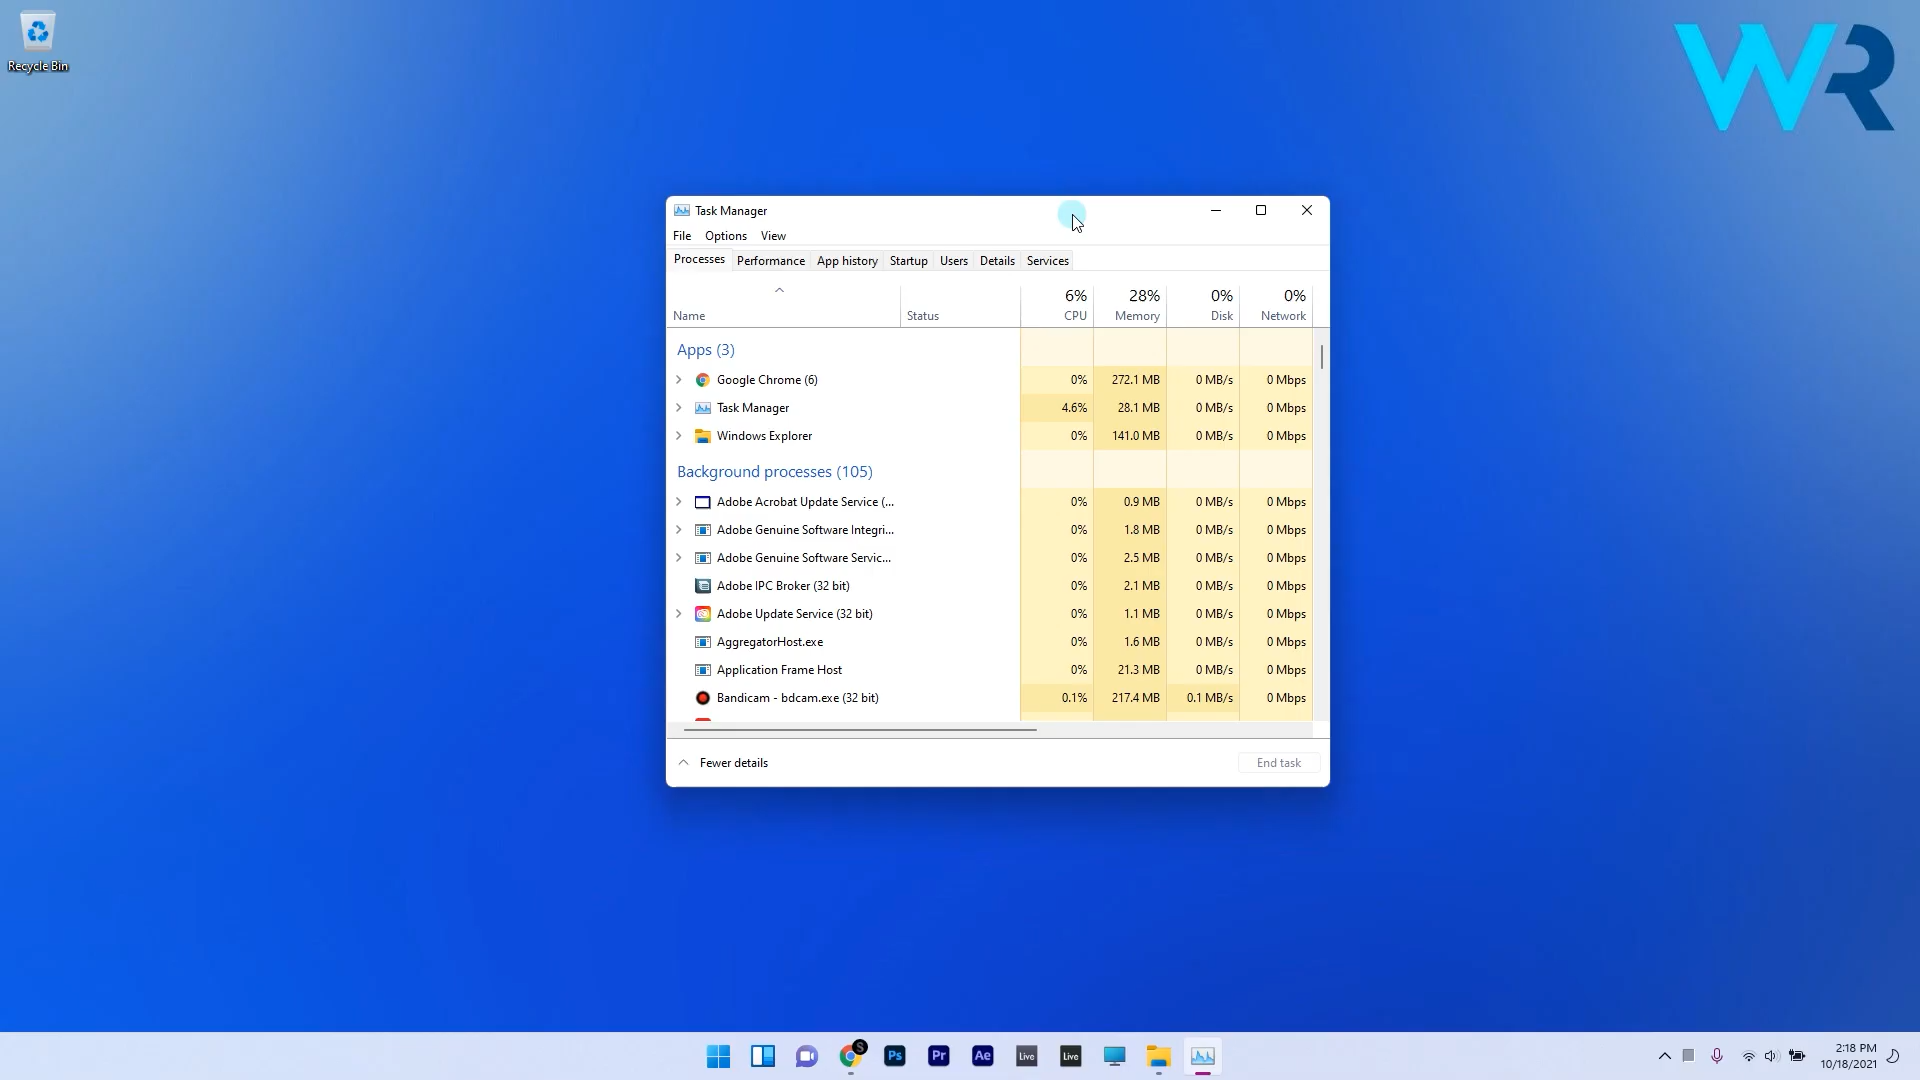 Recycle Bin
WR
Task Manager
File Options View
Processes Performance App history Startup Users Details Services
6% 28% 0% 0%
Name Status CPU Memory Disk Network
Apps (3)
Google Chrome (6) 0% 272.1 MB 0 MB/s 0 Mbps
Task Manager 4.6% 28.1 MB 0 MB/s 0 Mbps
Windows Explorer 0% 141.0 MB 0 MB/s 0 Mbps
Background processes (105)
Adobe Acrobat Update Service (... 0% 0.9 MB 0 MB/s 0 Mbps
Adobe Genuine Software Integri... 0% 1.8 MB 0 MB/s 0 Mbps
Adobe Genuine Software Servic... 0% 2.5 MB 0 MB/s 0 Mbps
Adobe IPC Broker (32 bit) 0% 2.1 MB 0 MB/s 0 Mbps
Adobe Update Service (32 bit) 0% 1.1 MB 0 MB/s 0 Mbps
AggregatorHost.exe 0% 1.6 MB 0 MB/s 0 Mbps
Application Frame Host 0% 21.3 MB 0 MB/s 0 Mbps
Bandicam - bdcam.exe (32 bit) 0.1% 217.4 MB 0.1 MB/s 0 Mbps
Fewer details End task
S Ps Pr Ae Live Live
2:18 PM
10/18/2021